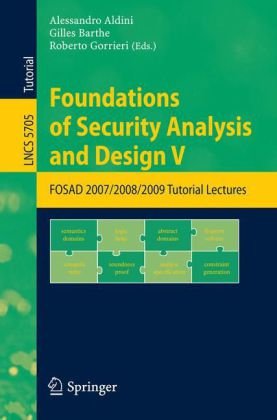 Alessandro Aldini
Gilles Barthe
Roberto Gorrieri (Eds.)
Tutorial
LNCS 5705
Foundations
of Security Analysis
and Design V
FOSAD 2007/2008/2009 Tutorial Lectures
semantics
domains
abstract
domains
soundness
proof
constraint
generation
Springer